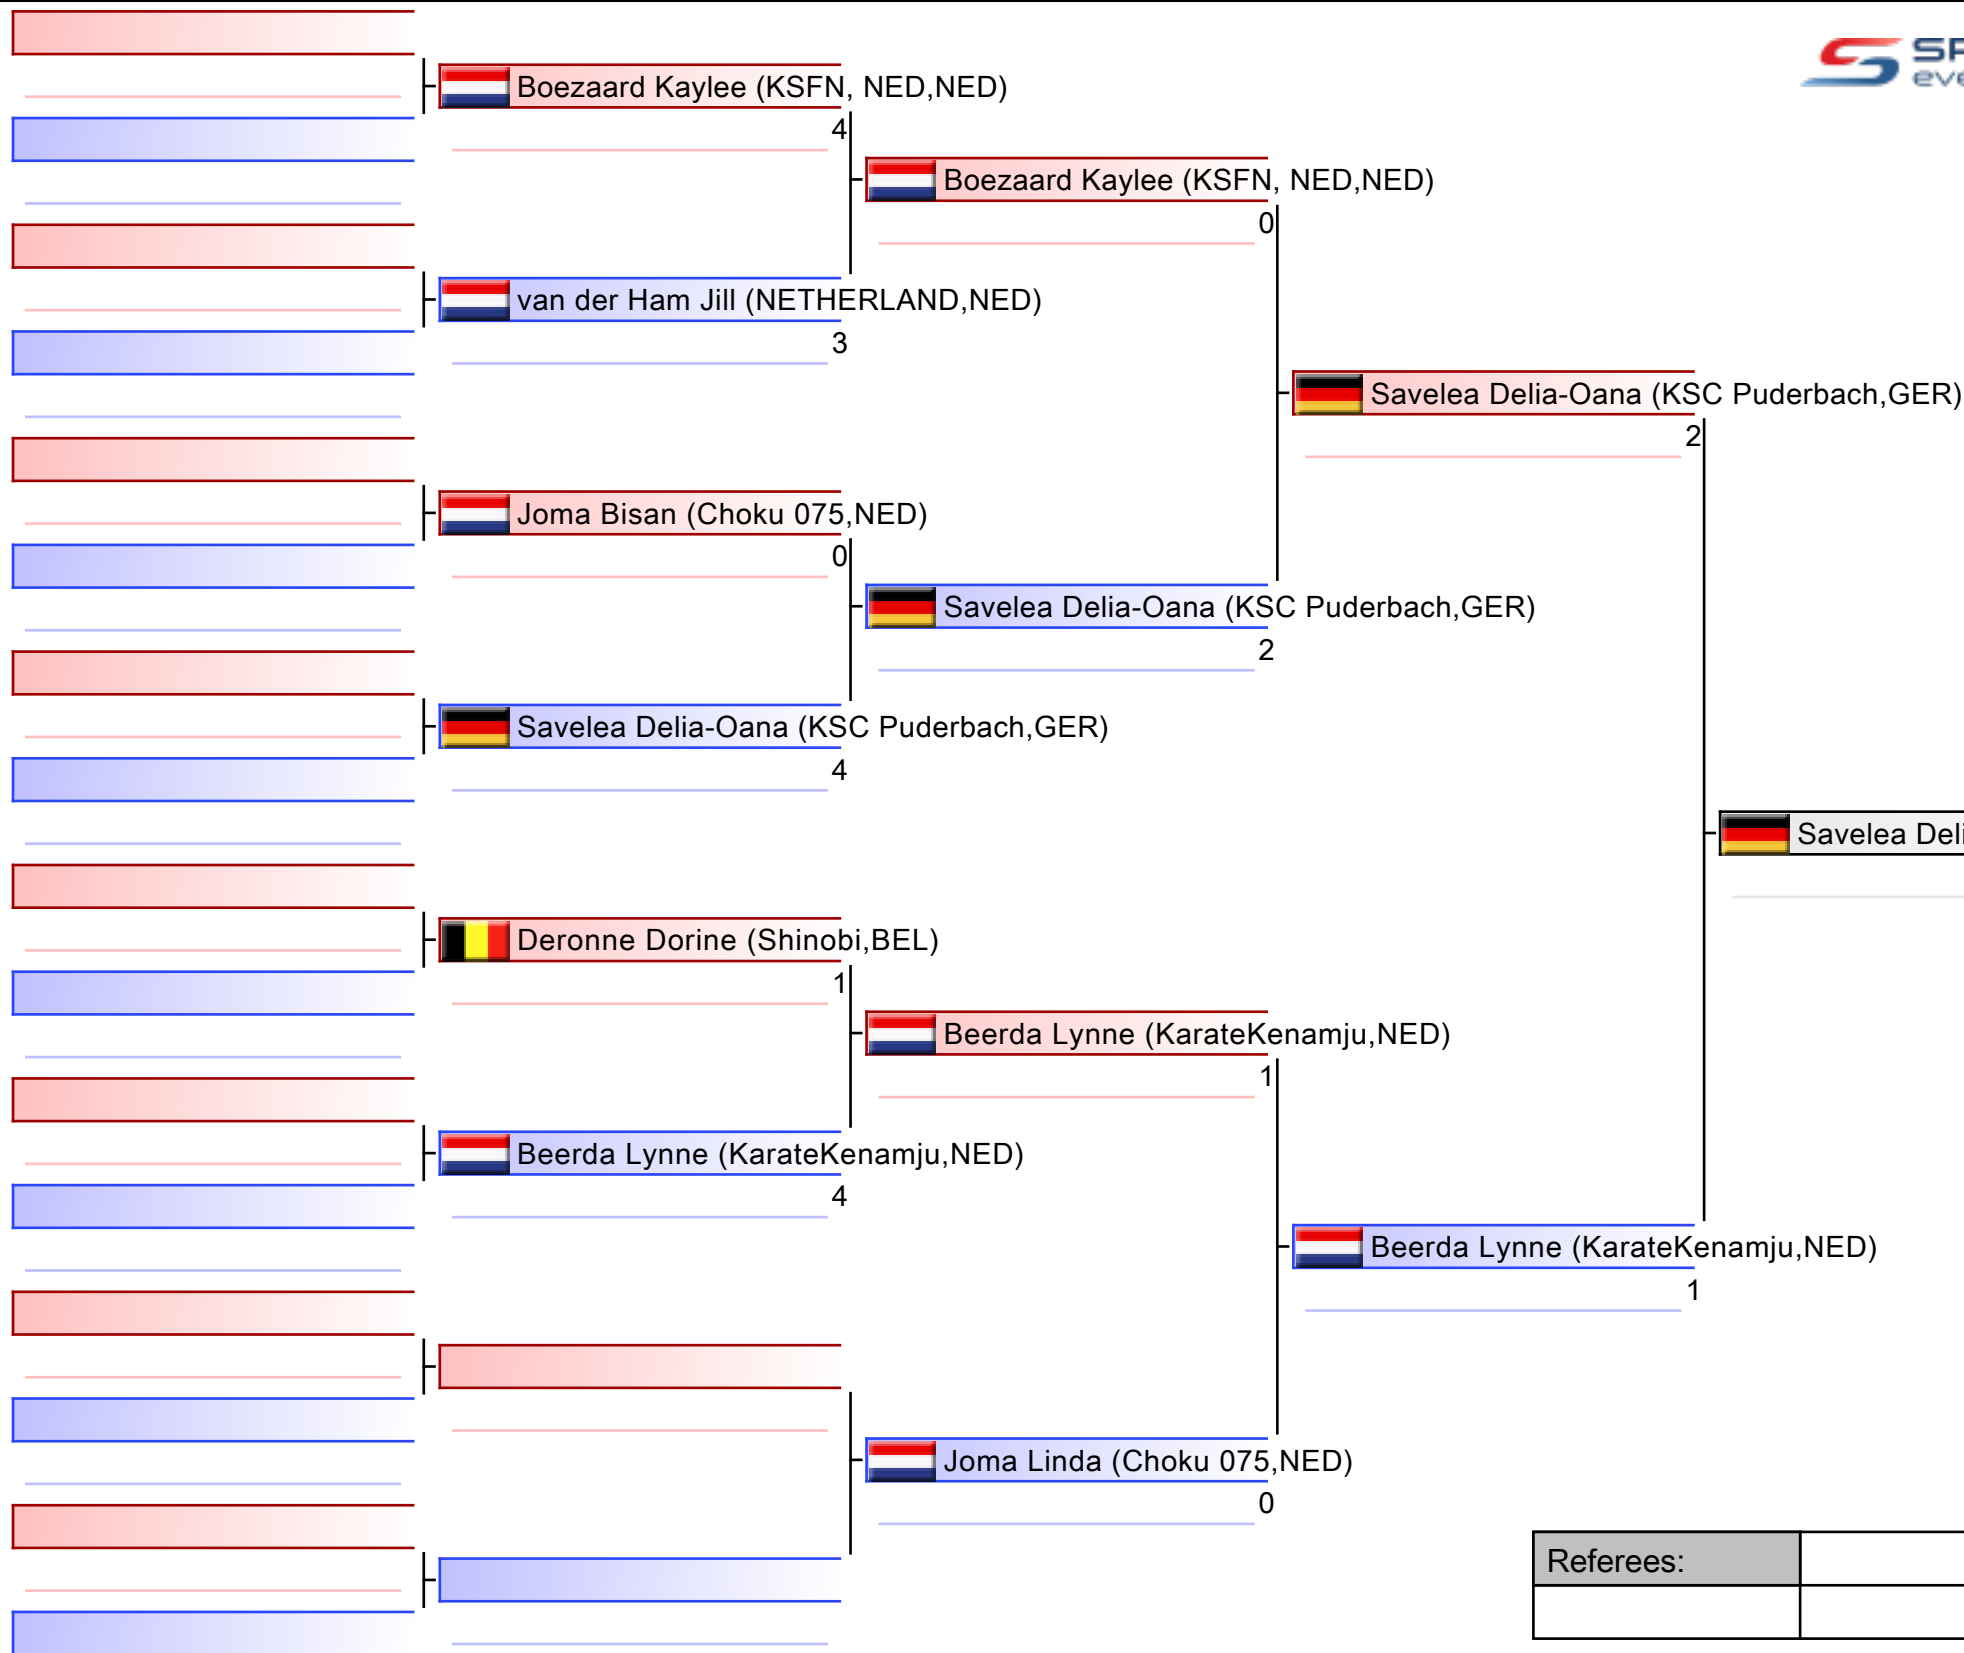 Boezaard Kaylee (KSFN, NED,NED)
4
Boezaard Kaylee (KSFN, NED,NED)
0
van der Ham Jill (NETHERLAND,NED)
3
Savelea Delia-Oana (KSC Puderbach,GER)
2
Joma Bisan (Choku 075,NED)
0
Savelea Delia-Oana (KSC Puderbach,GER)
2
Savelea Delia-Oana (KSC Puderbach,GER)
4
Savelea Deli
Deronne Dorine (Shinobi,BEL)
1
Beerda Lynne (KarateKenamju,NED)
1
Beerda Lynne (KarateKenamju,NED)
4
Beerda Lynne (KarateKenamju,NED)
1
Joma Linda (Choku 075,NED)
0
Referees: